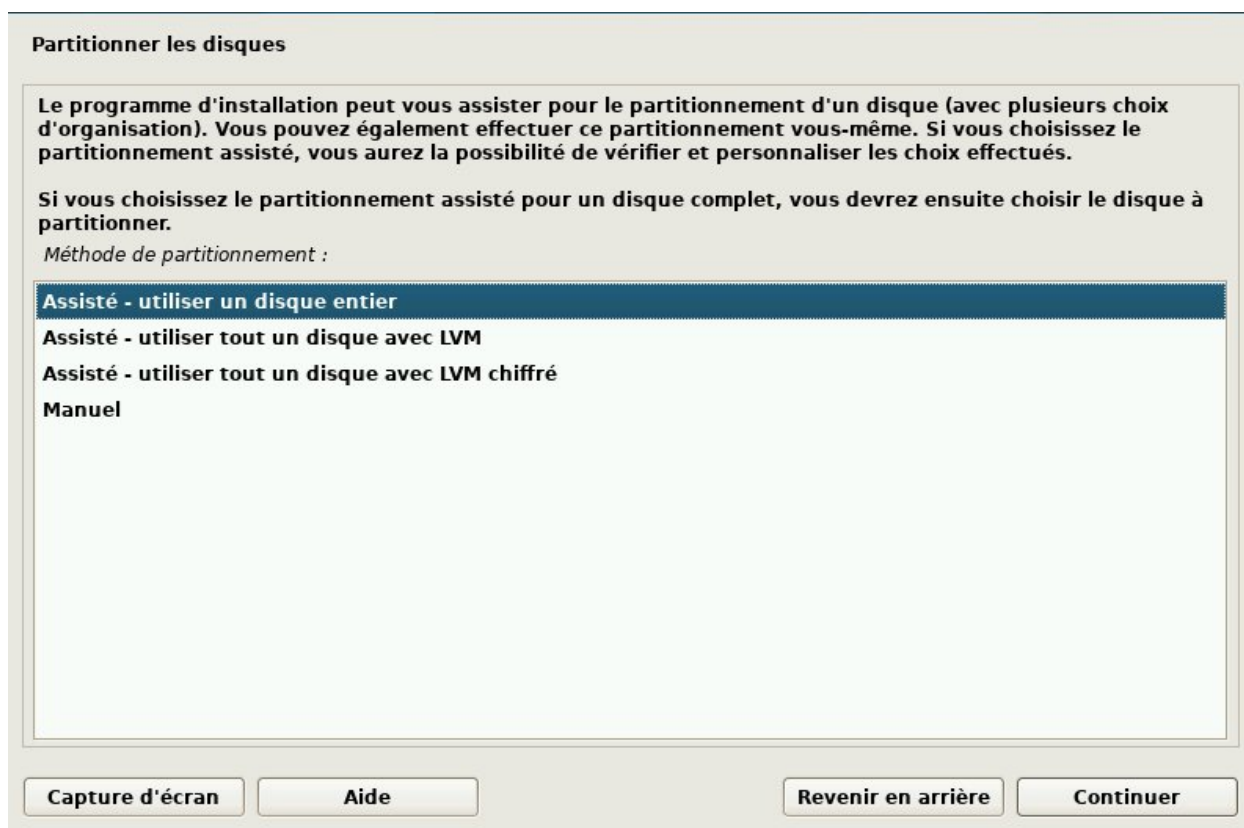 Partitionner les disques
Le programme d'installation peut vous assister pour le partitionnement d'un disque (avec plusieurs choix
d'organisation). Vous pouvez également effectuer ce partitionnement vous-même. Si vous choisissez le
partitionnement assisté, vous aurez la possibilité de vérifier et personnaliser les choix effectués.
Si vous choisissez le partitionnement assisté pour un disque complet, vous devrez ensuite choisir le disque à
partitionner.
Méthode de partitionnement :
Assisté - utiliser un disque entier
Assisté - utiliser tout un disque avec LVM
Assisté - utiliser tout un disque avec LVM chiffré
Manuel
Capture d'écran Aide Revenir en arrière Continuer